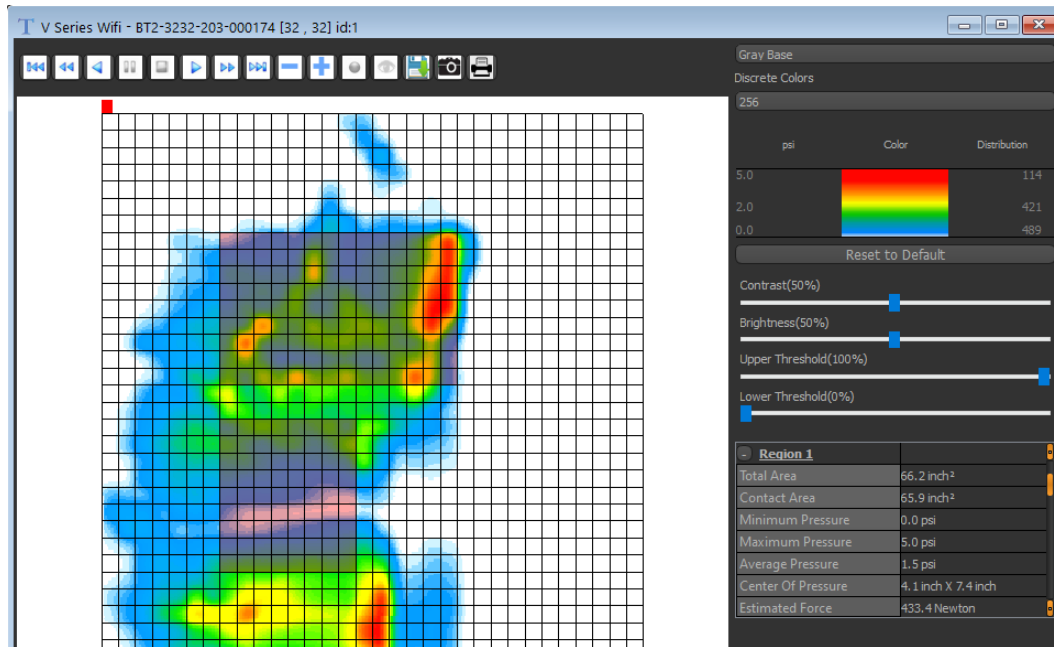 T V Series Wifi - BT2-3232-203-000174 [32 , 32] id:1
Gray Base
Discrete Colors
256
psi Color Distribution
5.0 114
2.0 421
0.0 489
Reset to Default
Contrast(50%)
Brightness(50%)
Upper Threshold(100%)
Lower Threshold(0%)
- Region 1
Total Area 66.2 inch²
Contact Area 65.9 inch²
Minimum Pressure 0.0 psi
Maximum Pressure 5.0 psi
Average Pressure 1.5 psi
Center Of Pressure 4.1 inch X 7.4 inch
Estimated Force 433.4 Newton